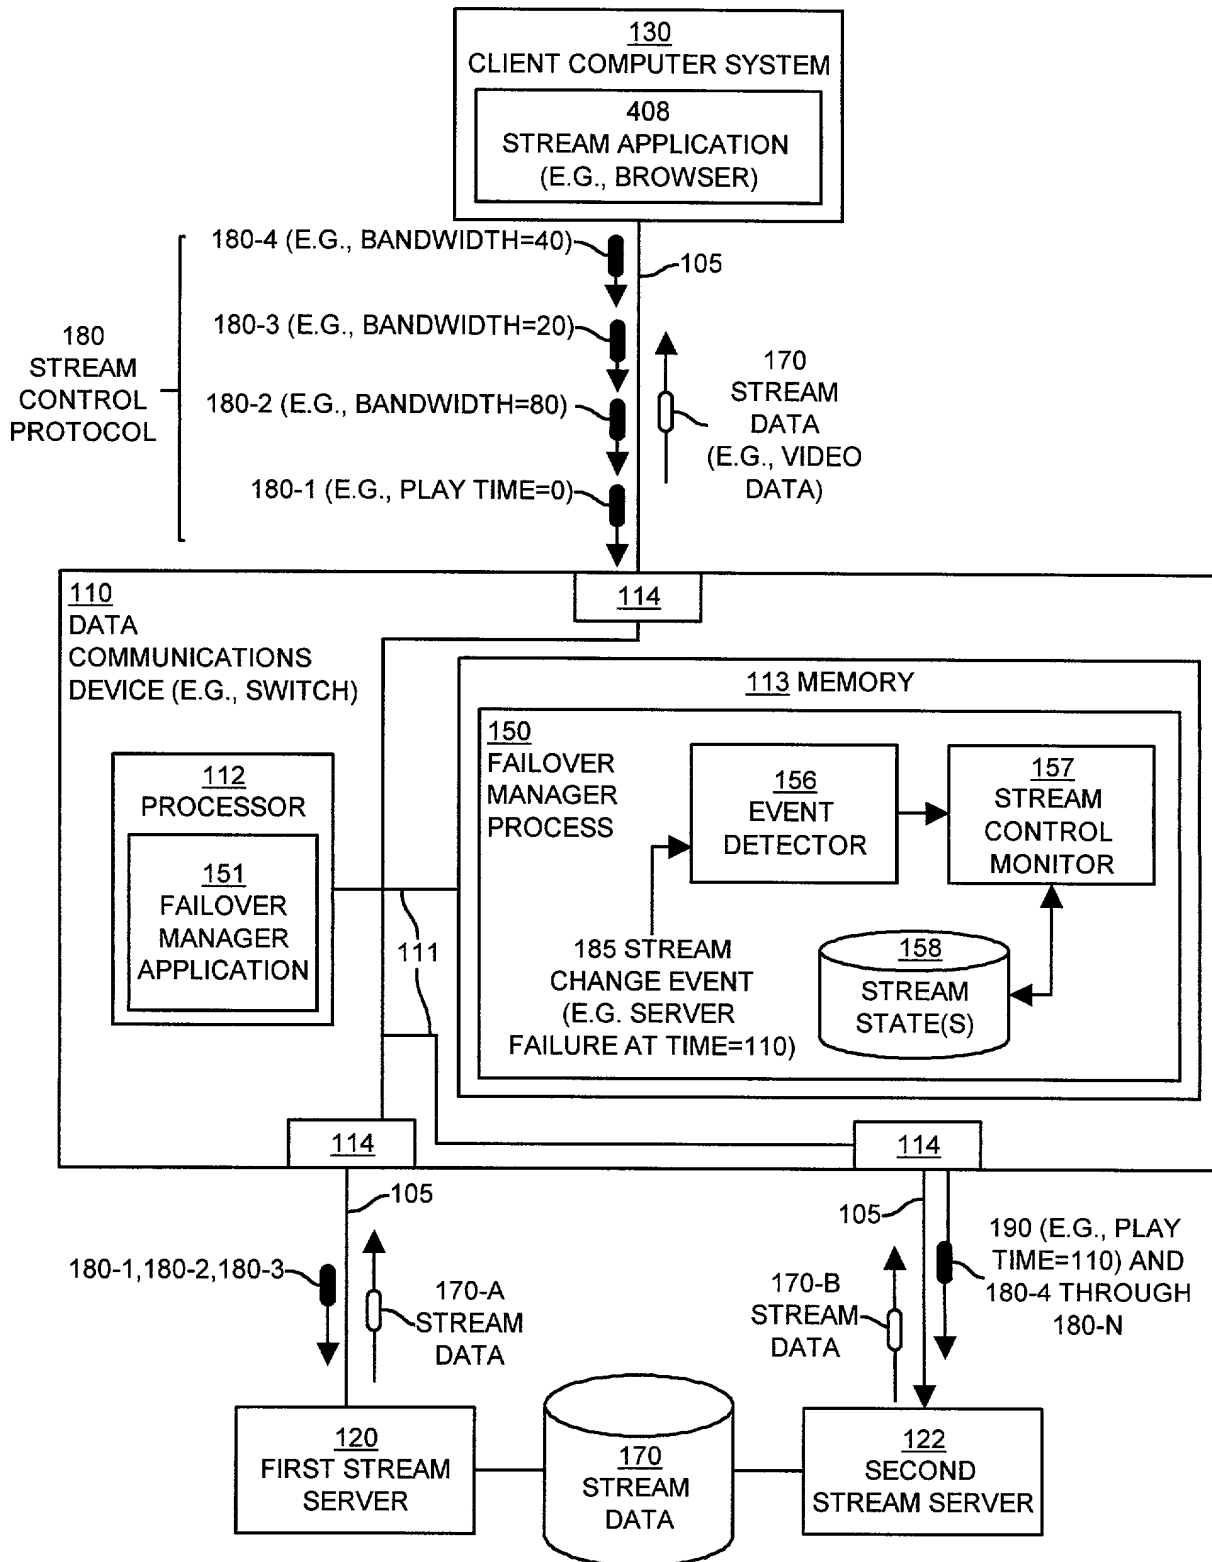 130
CLIENT COMPUTER SYSTEM
408
STREAM APPLICATION
(E.G., BROWSER)
180-4 (E.G., BANDWIDTH=40)
105
180-3 (E.G., BANDWIDTH=20)
180
STREAM
CONTROL
PROTOCOL
180-2 (E.G., BANDWIDTH=80)
170
STREAM
DATA
(E.G., VIDEO
DATA)
180-1 (E.G., PLAY TIME=0)
110
DATA
COMMUNICATIONS
DEVICE (E.G., SWITCH)
114
113 MEMORY
112
PROCESSOR
151
FAILOVER
MANAGER
APPLICATION
111
150
FAILOVER
MANAGER
PROCESS
156
EVENT
DETECTOR
157
STREAM
CONTROL
MONITOR
185 STREAM
CHANGE EVENT
(E.G. SERVER
FAILURE AT TIME=110)
158
STREAM
STATE(S)
114
114
105
180-1,180-2,180-3
170-A
STREAM
DATA
105
170-B
STREAM
DATA
190 (E.G., PLAY
TIME=110) AND
180-4 THROUGH
180-N
120
FIRST STREAM
SERVER
170
STREAM
DATA
122
SECOND
STREAM SERVER